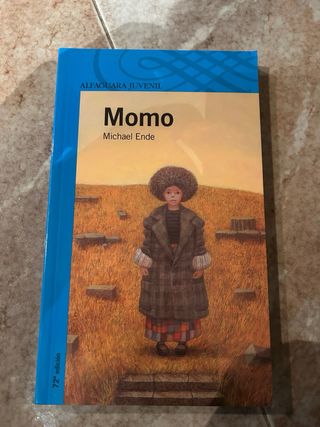 ALFAGUARA JUVENIL
Momo
Michael Ende
72ª edición